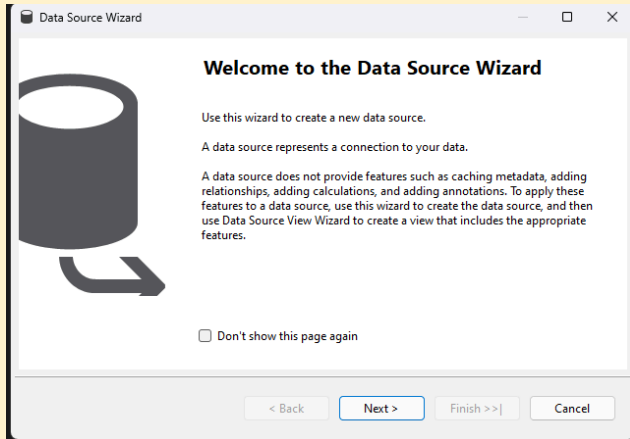 Data Source Wizard
Welcome to the Data Source Wizard
Use this wizard to create a new data source.
A data source represents a connection to your data.
A data source does not provide features such as caching metadata, adding
relationships, adding calculations, and adding annotations. To apply these
features to a data source, use this wizard to create the data source, and then
use Data Source View Wizard to create a view that includes the appropriate
features.
Don't show this page again
< Back Next > Finish >>| Cancel